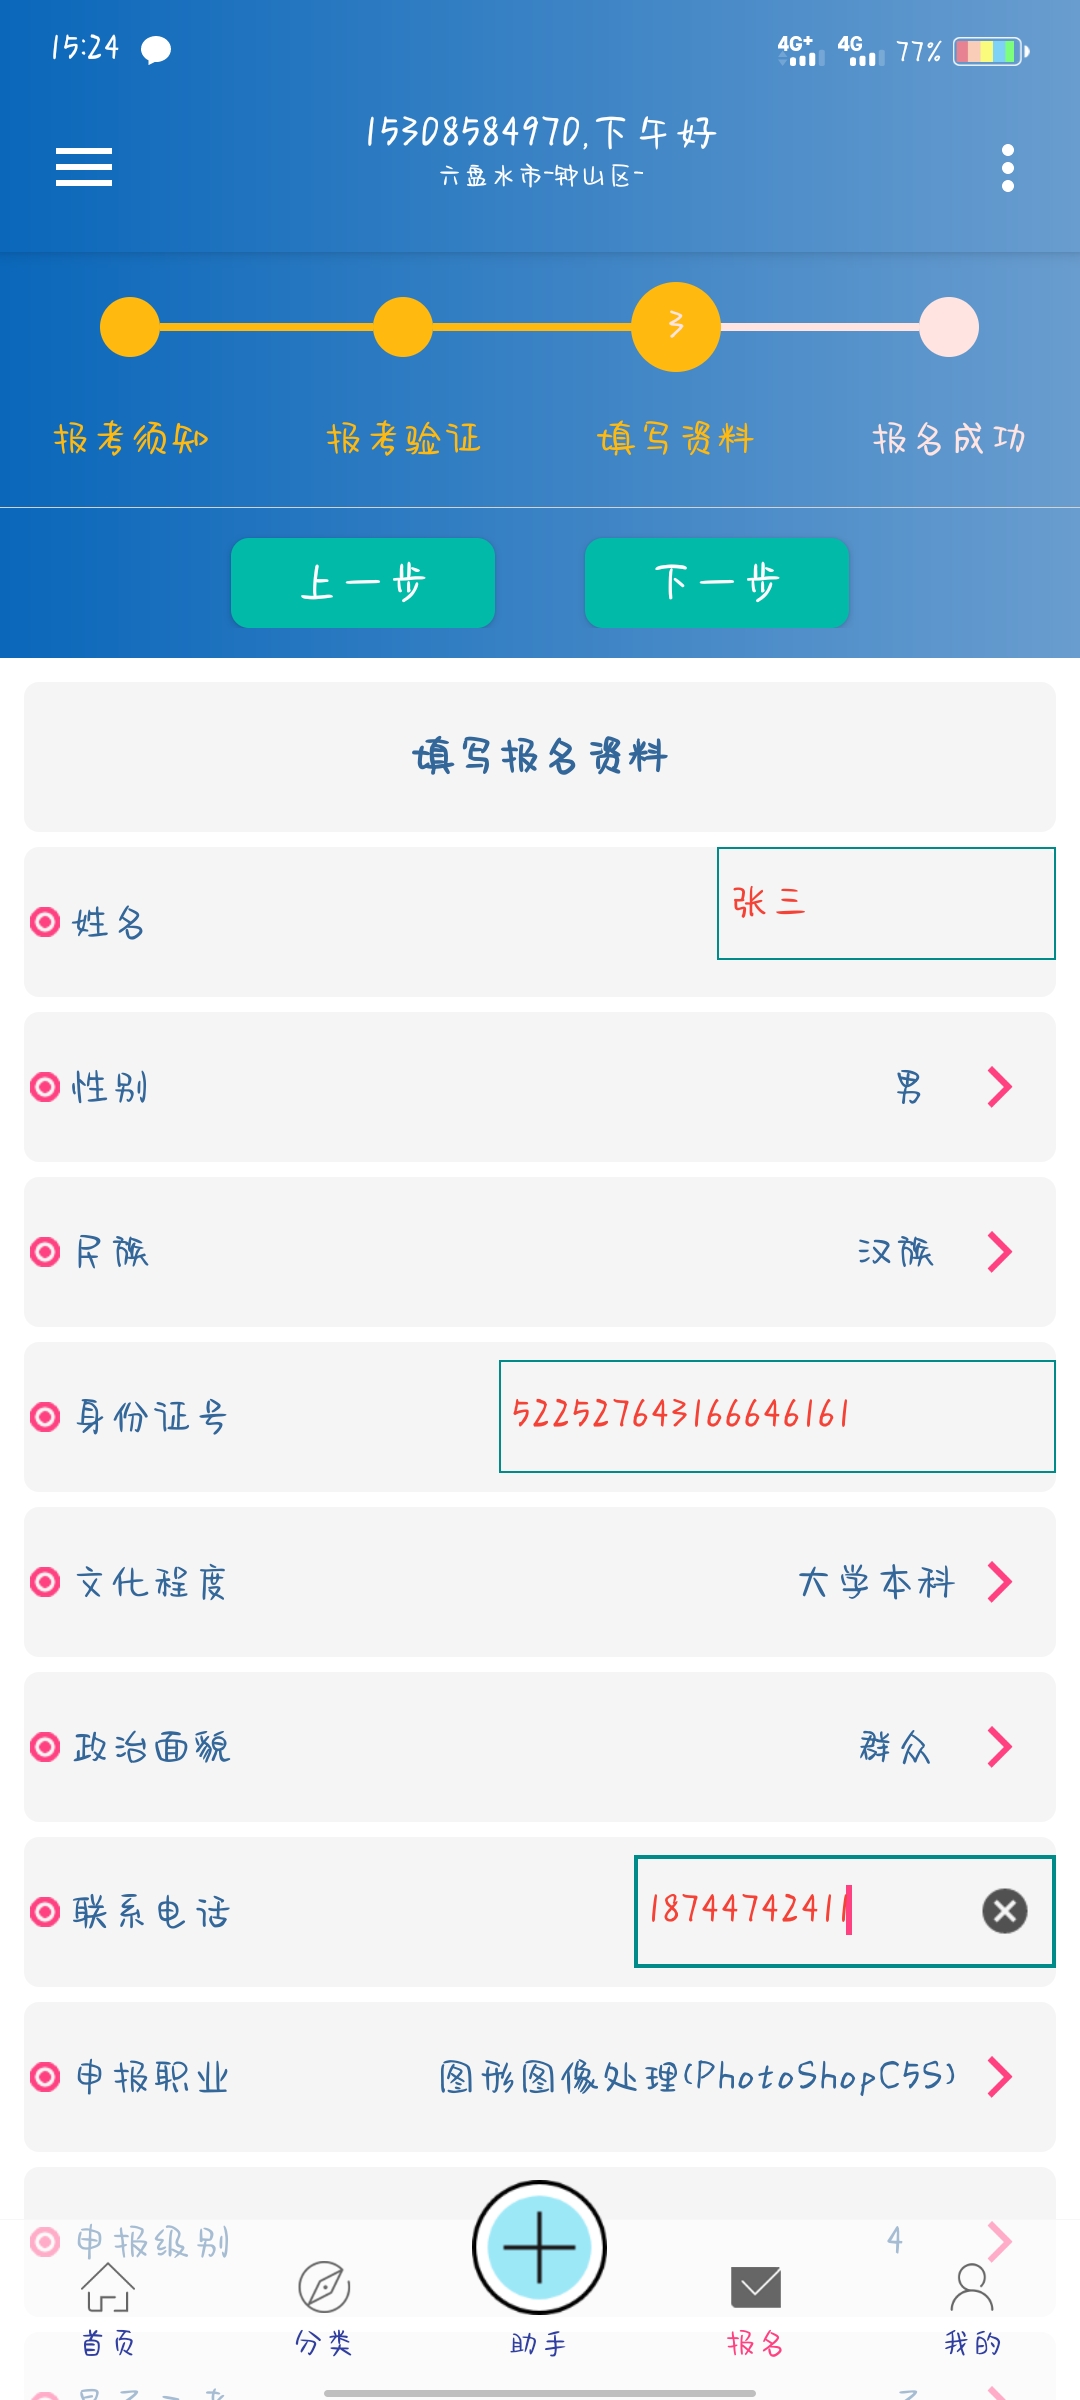 15:24 4G+ 4G 77%
15308584970,下午好
六盘水市-钟山区-
3
报考须知 报考验证 填写资料 报名成功
上一步 下一步
填写报名资料
姓名 张三
性别 男
民族 汉族
身份证号 522527643166646161
文化程度 大学本科
政治面貌 群众
联系电话 18744742411
申报职业 图形图像处理(PhotoShopCS5)
申报级别 4
首页 分类 助手 报名 我的